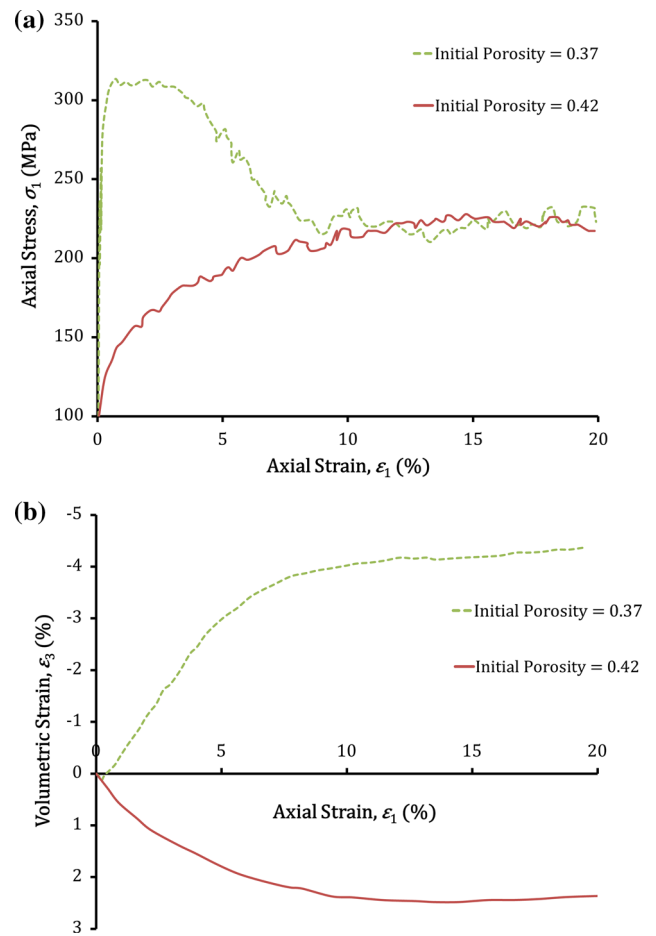 (a)
350
300
250
200
150
100
Axial Stress, σ1 (MPa)
Initial Porosity = 0.37
Initial Porosity = 0.42
0
5
10
15
20
Axial Strain, ε1 (%)
(b)
-5
-4
-3
-2
-1
0
1
2
3
Volumetric Strain, ε3 (%)
Initial Porosity = 0.37
Initial Porosity = 0.42
0
5
10
15
20
Axial Strain, ε1 (%)